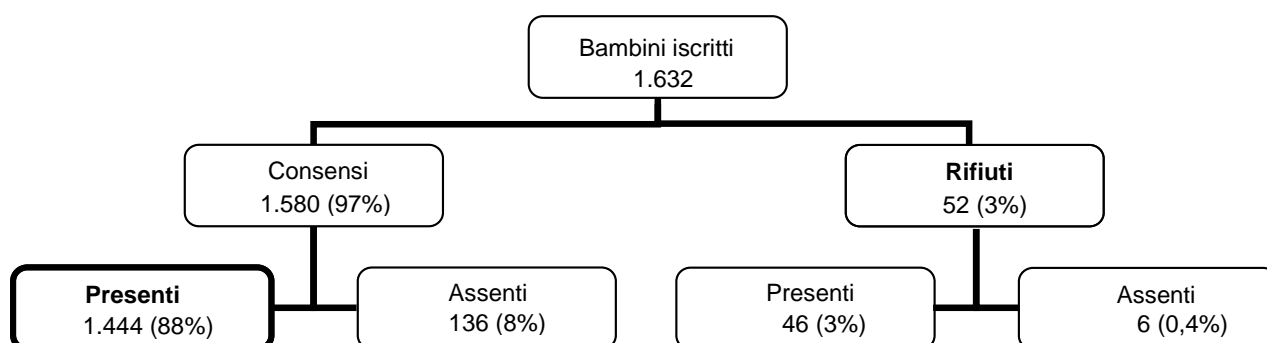 Bambini iscritti
1.632
Consensi
1.580 (97%)
Rifiuti
52 (3%)
Presenti
1.444 (88%)
Assenti
136 (8%)
Presenti
46 (3%)
Assenti
6 (0,4%)